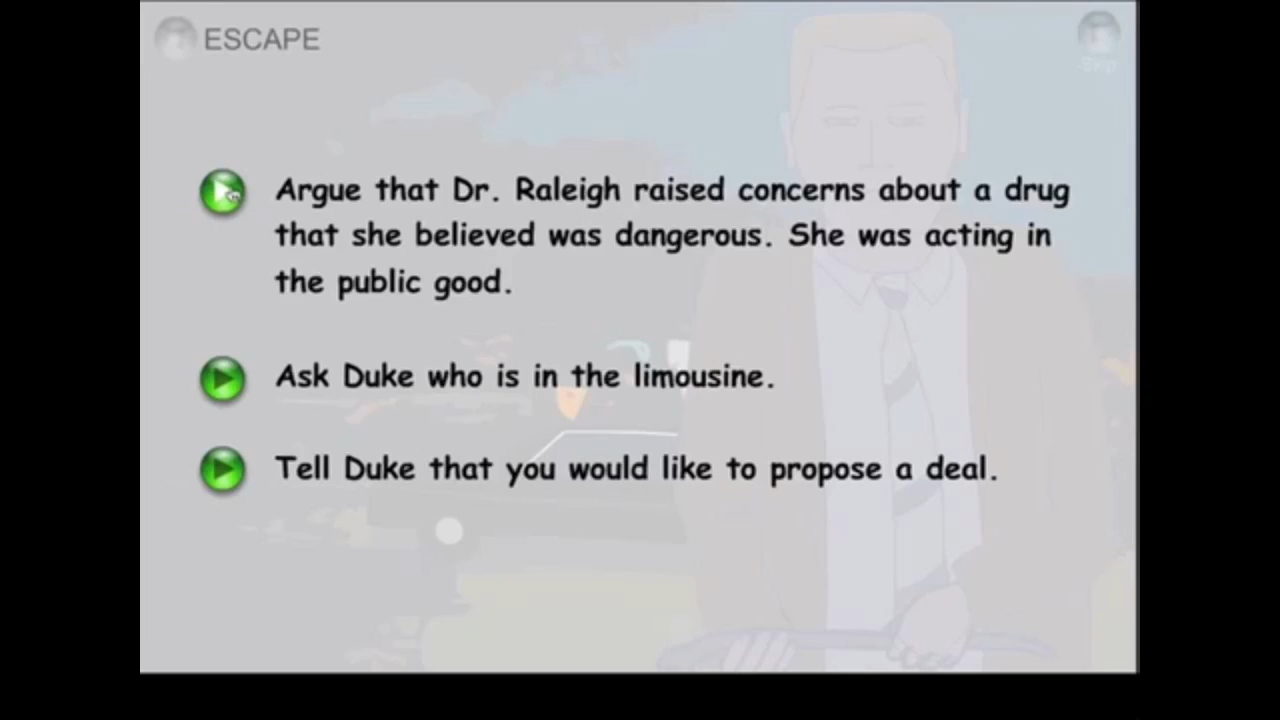 ESCAPE
Skip
Argue that Dr. Raleigh raised concerns about a drug
that she believed was dangerous. She was acting in
the public good.
Ask Duke who is in the limousine.
Tell Duke that you would like to propose a deal.